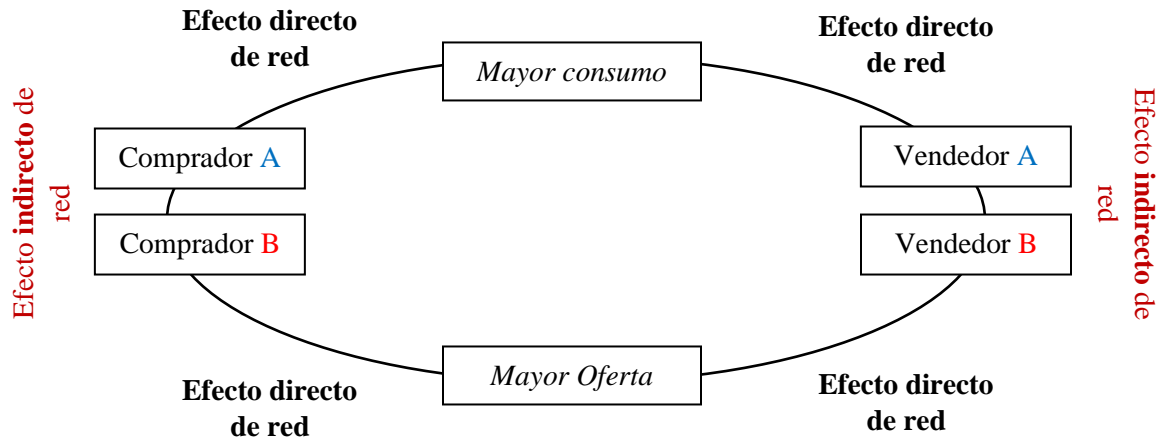 Efecto directo
de red
Efecto directo
de red
Mayor consumo
Efecto indirecto de
red
Comprador A
Vendedor A
Efecto indirecto de
red
Comprador B
Vendedor B
Mayor Oferta
Efecto directo
de red
Efecto directo
de red